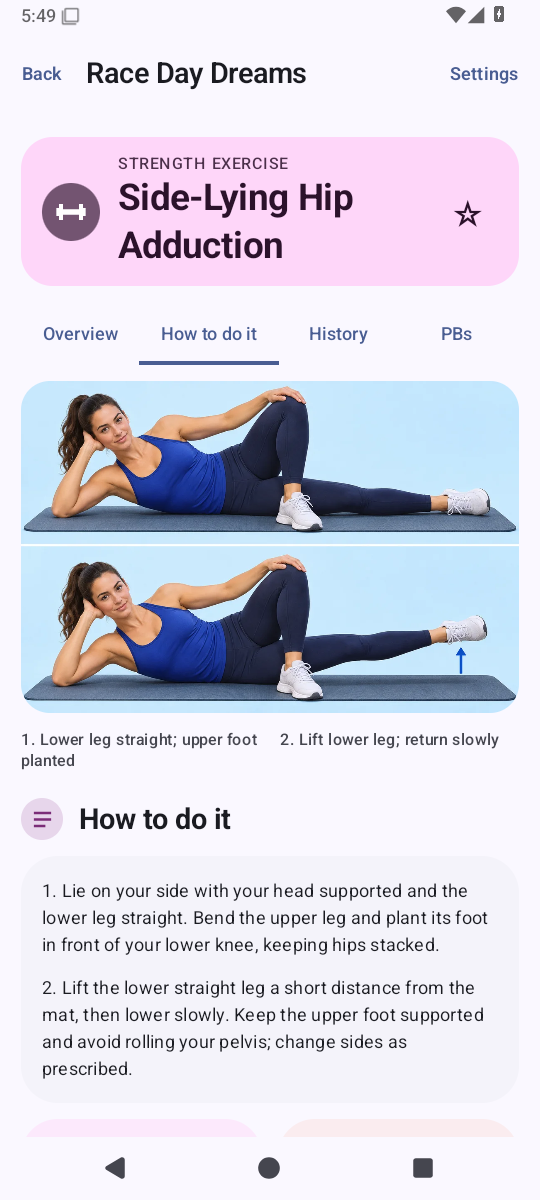 5:49
Back
Race Day Dreams
Settings
STRENGTH EXERCISE
Side-Lying Hip
Adduction
Overview
How to do it
History
PBs
1. Lower leg straight; upper foot
planted
2. Lift lower leg; return slowly
How to do it
1. Lie on your side with your head supported and the
lower leg straight. Bend the upper leg and plant its foot
in front of your lower knee, keeping hips stacked.
2. Lift the lower straight leg a short distance from the
mat, then lower slowly. Keep the upper foot supported
and avoid rolling your pelvis; change sides as
prescribed.